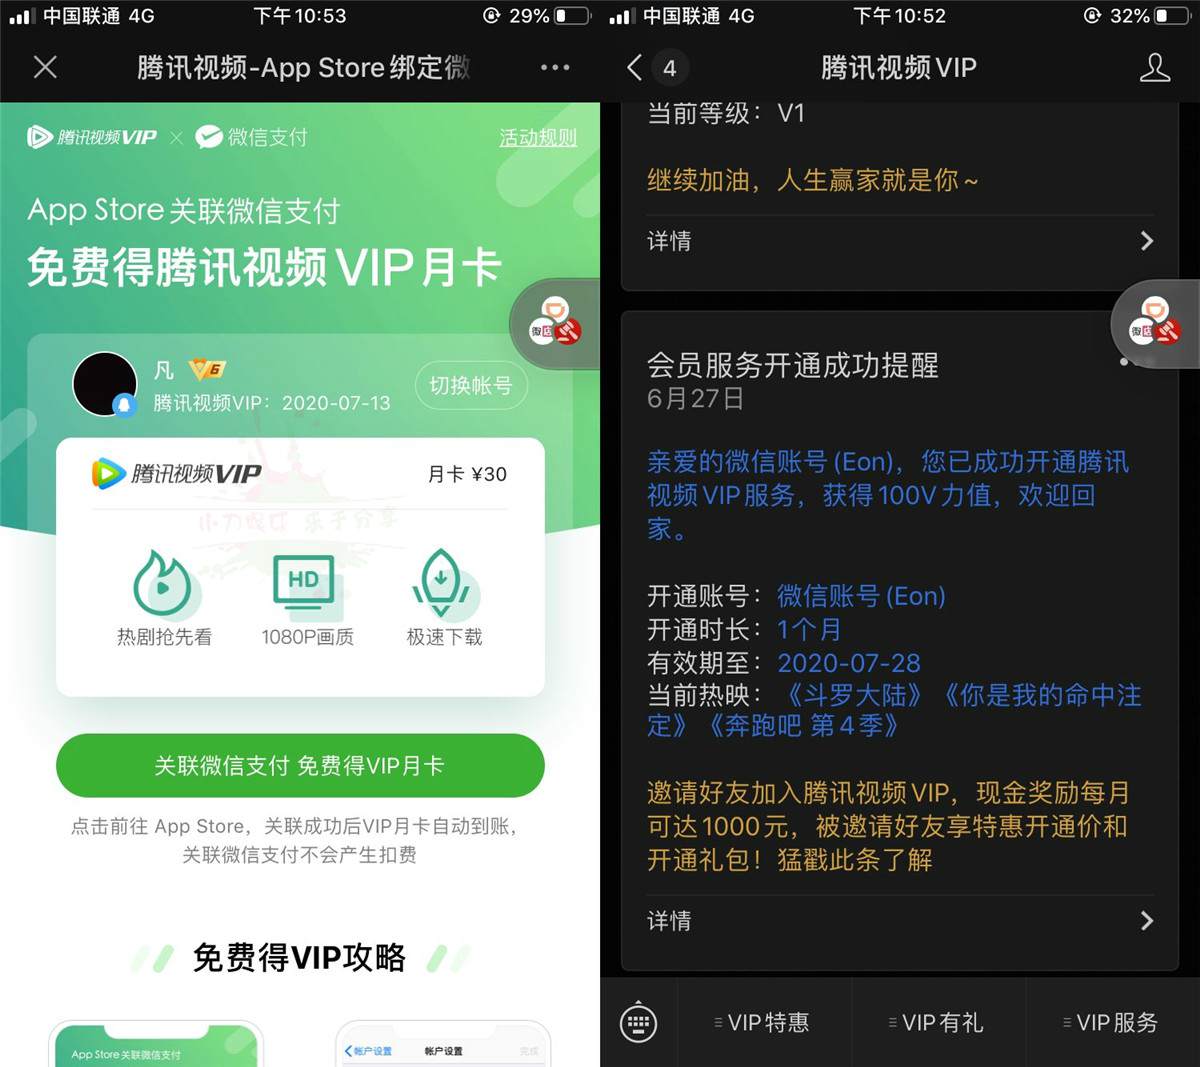 中国联通 4G 下午10:53 29%
腾讯视频-App Store绑定微
腾讯视频VIP × 微信支付 活动规则
App Store 关联微信支付
免费得腾讯视频 VIP 月卡
微店
凡 V6
腾讯视频VIP：2020-07-13
切换帐号
腾讯视频VIP 月卡 ¥30
小刀娱乐 乐于分享
HD
热剧抢先看 1080P画质 极速下载
关联微信支付 免费得VIP月卡
点击前往 App Store，关联成功后VIP月卡自动到账，
关联微信支付不会产生扣费
免费得VIP攻略
App Store 关联微信支付
帐户设置 帐户设置 完成
中国联通 4G 下午10:52 32%
4 腾讯视频VIP
当前等级：V1
继续加油，人生赢家就是你~
详情
微店
会员服务开通成功提醒
6月27日
亲爱的微信账号(Eon)，您已成功开通腾讯
视频VIP服务，获得100V力值，欢迎回
家。
开通账号：微信账号(Eon)
开通时长：1个月
有效期至：2020-07-28
当前热映：《斗罗大陆》《你是我的命中注
定》《奔跑吧 第4季》
邀请好友加入腾讯视频VIP，现金奖励每月
可达1000元，被邀请好友享特惠开通价和
开通礼包！猛戳此条了解
详情
VIP特惠 VIP有礼 VIP服务